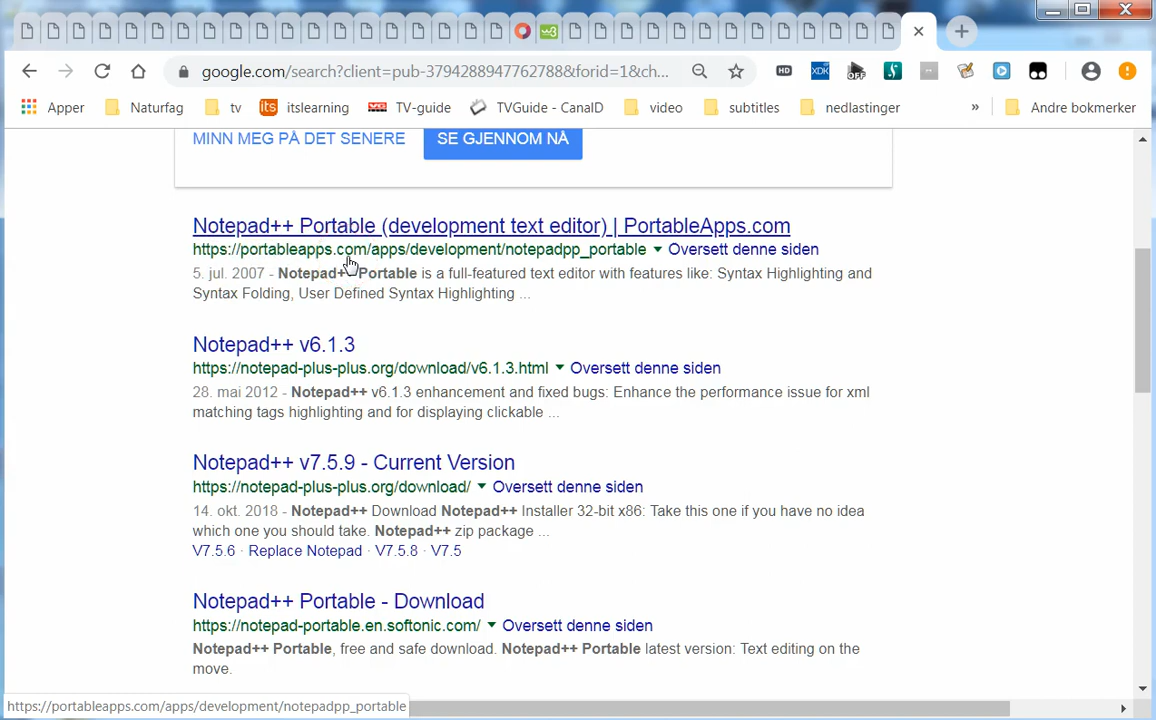 google.com/search?client=pub-3794288947762788&forid=1&ch...
HD XDK OFF
Apper Naturfag tv its itslearning TV-guide TVGuide - CanalD video subtitles nedlastinger » Andre bokmerker
MINN MEG PÅ DET SENERE SE GJENNOM NÅ
Notepad++ Portable (development text editor) | PortableApps.com
https://portableapps.com/apps/development/notepadpp_portable Oversett denne siden
5. jul. 2007 - Notepad++ Portable is a full-featured text editor with features like: Syntax Highlighting and
Syntax Folding, User Defined Syntax Highlighting ...
Notepad++ v6.1.3
https://notepad-plus-plus.org/download/v6.1.3.html Oversett denne siden
28. mai 2012 - Notepad++ v6.1.3 enhancement and fixed bugs: Enhance the performance issue for xml
matching tags highlighting and for displaying clickable ...
Notepad++ v7.5.9 - Current Version
https://notepad-plus-plus.org/download/ Oversett denne siden
14. okt. 2018 - Notepad++ Download Notepad++ Installer 32-bit x86: Take this one if you have no idea
which one you should take. Notepad++ zip package ...
V7.5.6 · Replace Notepad · V7.5.8 · V7.5
Notepad++ Portable - Download
https://notepad-portable.en.softonic.com/ Oversett denne siden
Notepad++ Portable, free and safe download. Notepad++ Portable latest version: Text editing on the
move.
https://portableapps.com/apps/development/notepadpp_portable